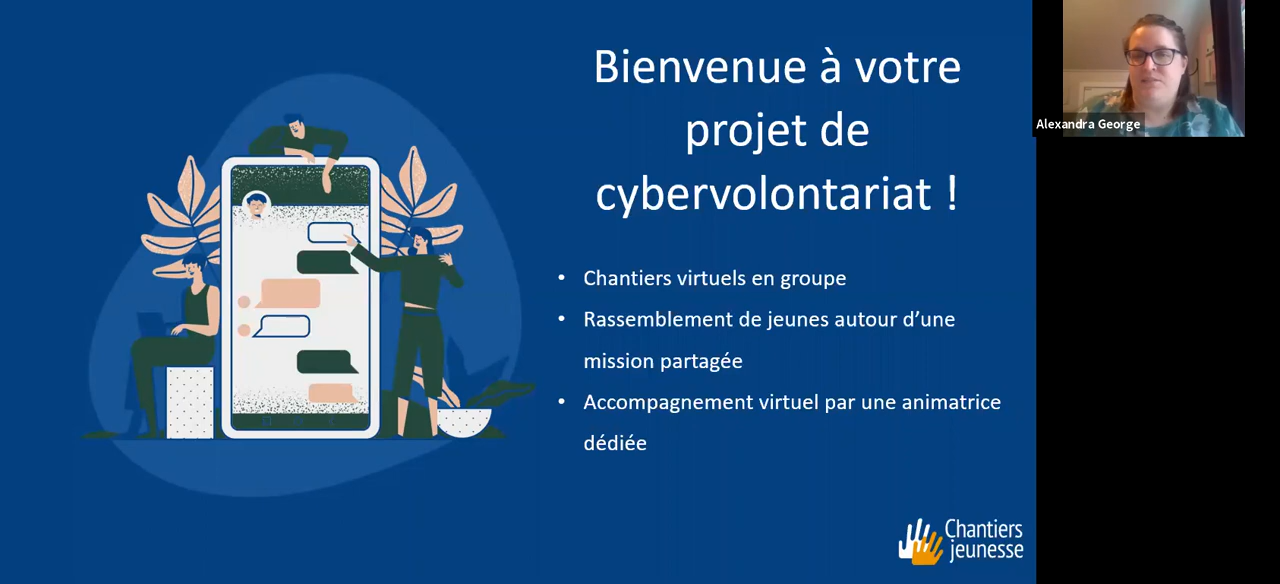 Bienvenue à votre
projet de
cybervolontariat !
• Chantiers virtuels en groupe
• Rassemblement de jeunes autour d’une
mission partagée
• Accompagnement virtuel par une animatrice
dédiée
Chantiers
jeunesse
Alexandra George